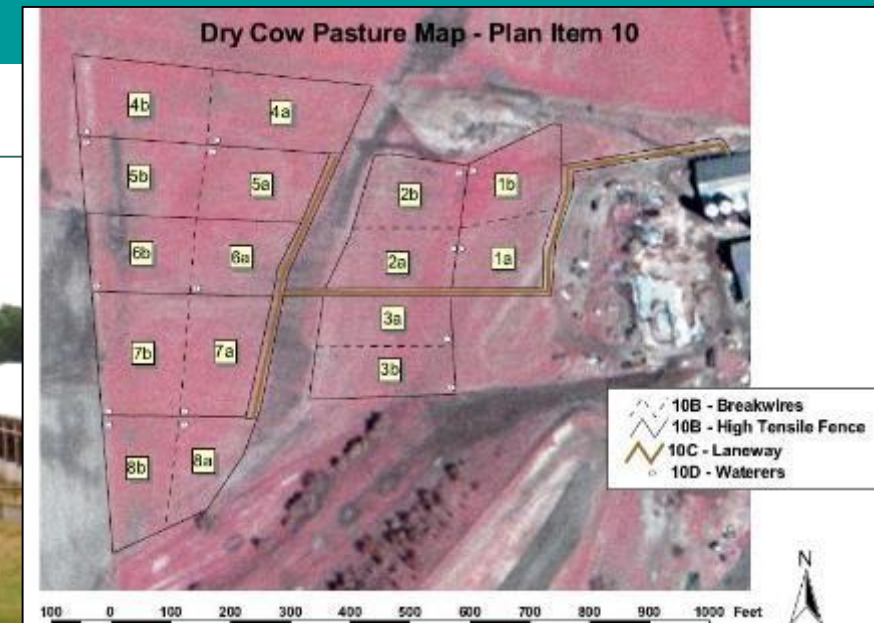 Dry Cow Pasture Map - Plan Item 10
4b
4a
5b
5a
2b
1b
6b
6a
2a
1a
3a
7b
7a
3b
8b
8a
10B - Breakwires
10B - High Tensile Fence
10C - Laneway
10D - Waterers
N
100 0 100 200 300 400 500 600 700 800 900 1000 Feet